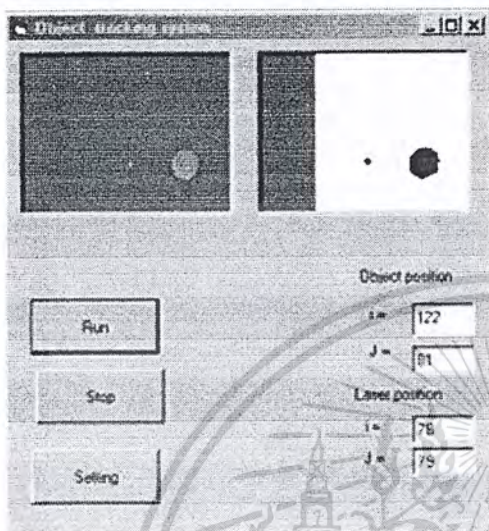 Object tracking system
Object position
Run
i = 122
J = 81
Stop
Laser position
i = 78
J = 79
Setting